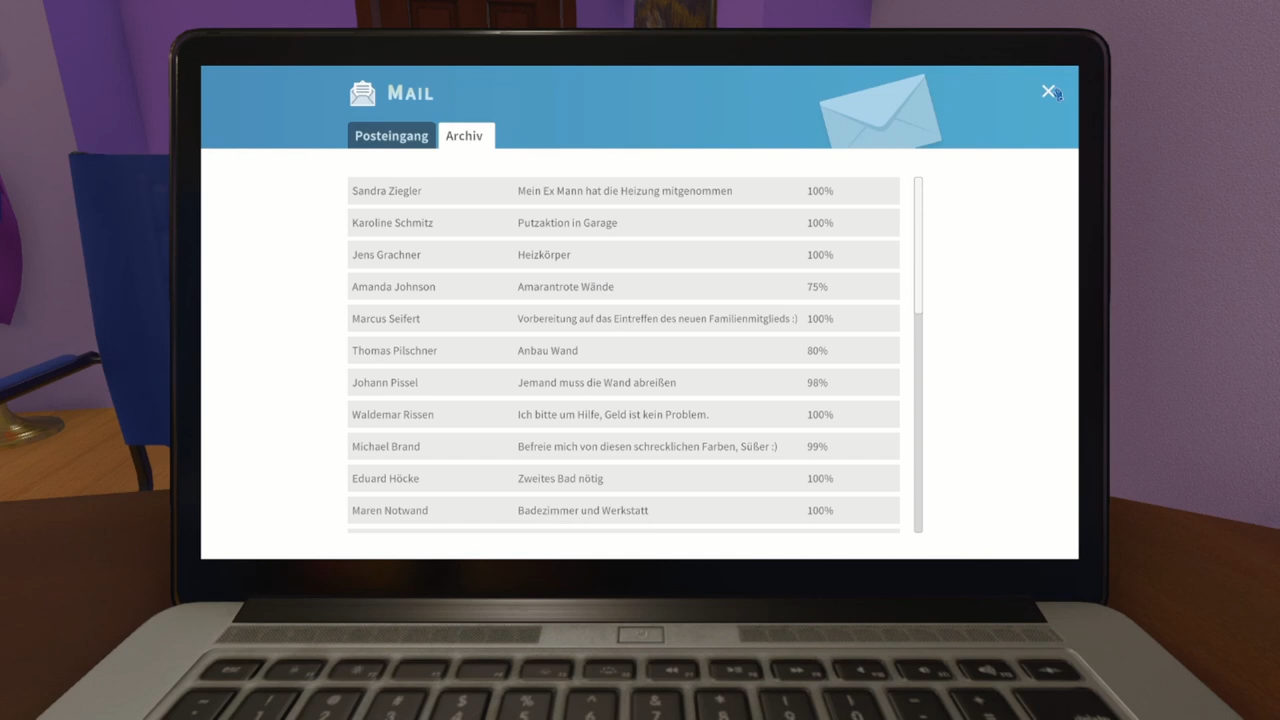 MAIL
Posteingang Archiv
Sandra Ziegler Mein Ex Mann hat die Heizung mitgenommen 100%
Karoline Schmitz Putzaktion in Garage 100%
Jens Grachner Heizkörper 100%
Amanda Johnson Amarantrote Wände 75%
Marcus Seifert Vorbereitung auf das Eintreffen des neuen Familienmitglieds :) 100%
Thomas Pilschner Anbau Wand 80%
Johann Pissel Jemand muss die Wand abreißen 98%
Waldemar Rissen Ich bitte um Hilfe, Geld ist kein Problem. 100%
Michael Brand Befreie mich von diesen schrecklichen Farben, Süßer :) 99%
Eduard Höcke Zweites Bad nötig 100%
Maren Notwand Badezimmer und Werkstatt 100%